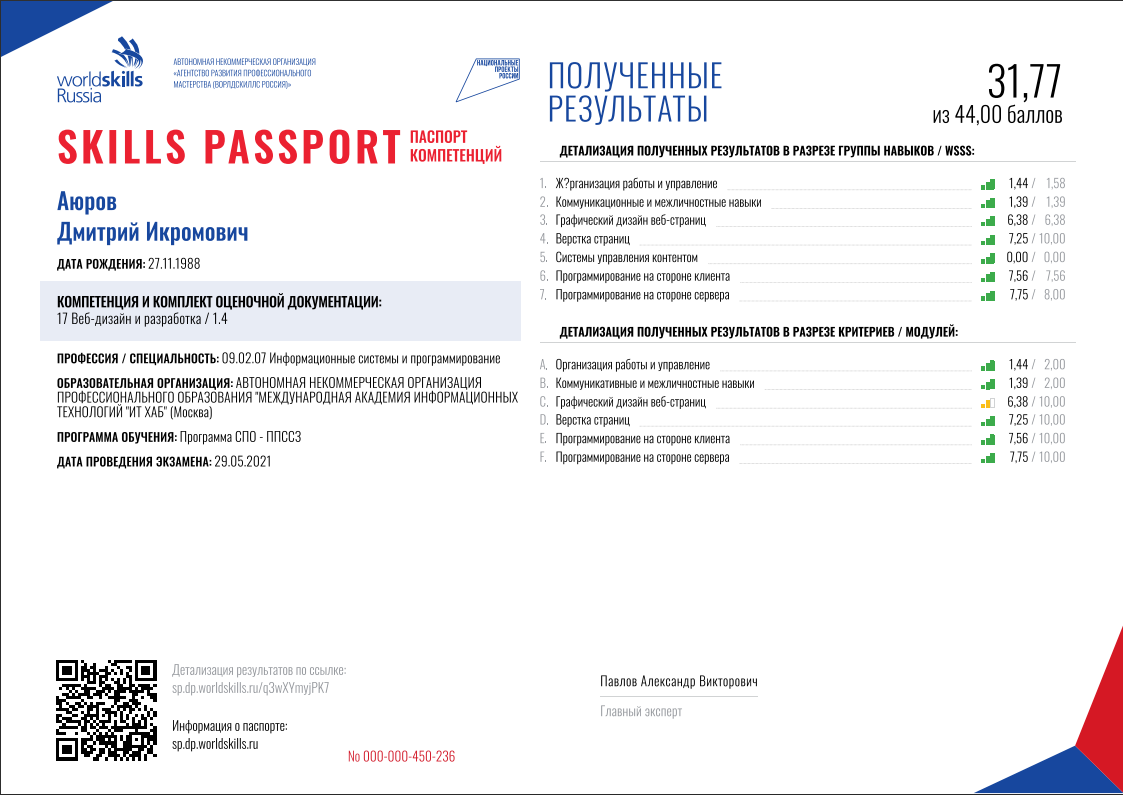 worldskills
Russia
АВТОНОМНАЯ НЕКОММЕРЧЕСКАЯ ОРГАНИЗАЦИЯ
«АГЕНТСТВО РАЗВИТИЯ ПРОФЕССИОНАЛЬНОГО
МАСТЕРСТВА (ВОРЛДСКИЛЛС РОССИЯ)»
НАЦИОНАЛЬНЫЕ
ПРОЕКТЫ
РОССИИ
SKILLS PASSPORT
ПАСПОРТ
КОМПЕТЕНЦИЙ
Аюров
Дмитрий Икромович
ДАТА РОЖДЕНИЯ: 27.11.1988
КОМПЕТЕНЦИЯ И КОМПЛЕКТ ОЦЕНОЧНОЙ ДОКУМЕНТАЦИИ:
17 Веб-дизайн и разработка / 1.4
ПРОФЕССИЯ / СПЕЦИАЛЬНОСТЬ: 09.02.07 Информационные системы и программирование
ОБРАЗОВАТЕЛЬНАЯ ОРГАНИЗАЦИЯ: АВТОНОМНАЯ НЕКОММЕРЧЕСКАЯ ОРГАНИЗАЦИЯ
ПРОФЕССИОНАЛЬНОГО ОБРАЗОВАНИЯ "МЕЖДУНАРОДНАЯ АКАДЕМИЯ ИНФОРМАЦИОННЫХ
ТЕХНОЛОГИЙ "ИТ ХАБ" (Москва)
ПРОГРАММА ОБУЧЕНИЯ: Программа СПО - ППССЗ
ДАТА ПРОВЕДЕНИЯ ЭКЗАМЕНА: 29.05.2021
Детализация результатов по ссылке:
sp.dp.worldskills.ru/q3wXYmyjPK7
Информация о паспорте:
sp.dp.worldskills.ru
№ 000-000-450-236
ПОЛУЧЕННЫЕ
РЕЗУЛЬТАТЫ
31,77
из 44,00 баллов
ДЕТАЛИЗАЦИЯ ПОЛУЧЕННЫХ РЕЗУЛЬТАТОВ В РАЗРЕЗЕ ГРУППЫ НАВЫКОВ / WSSS:
1. Ж?рганизация работы и управление 1,44 / 1,58
2. Коммуникационные и межличностные навыки 1,39 / 1,39
3. Графический дизайн веб-страниц 6,38 / 6,38
4. Верстка страниц 7,25 / 10,00
5. Системы управления контентом 0,00 / 0,00
6. Программирование на стороне клиента 7,56 / 7,56
7. Программирование на стороне сервера 7,75 / 8,00
ДЕТАЛИЗАЦИЯ ПОЛУЧЕННЫХ РЕЗУЛЬТАТОВ В РАЗРЕЗЕ КРИТЕРИЕВ / МОДУЛЕЙ:
A. Организация работы и управление 1,44 / 2,00
B. Коммуникативные и межличностные навыки 1,39 / 2,00
C. Графический дизайн веб-страниц 6,38 / 10,00
D. Верстка страниц 7,25 / 10,00
E. Программирование на стороне клиента 7,56 / 10,00
F. Программирование на стороне сервера 7,75 / 10,00
Павлов Александр Викторович
Главный эксперт